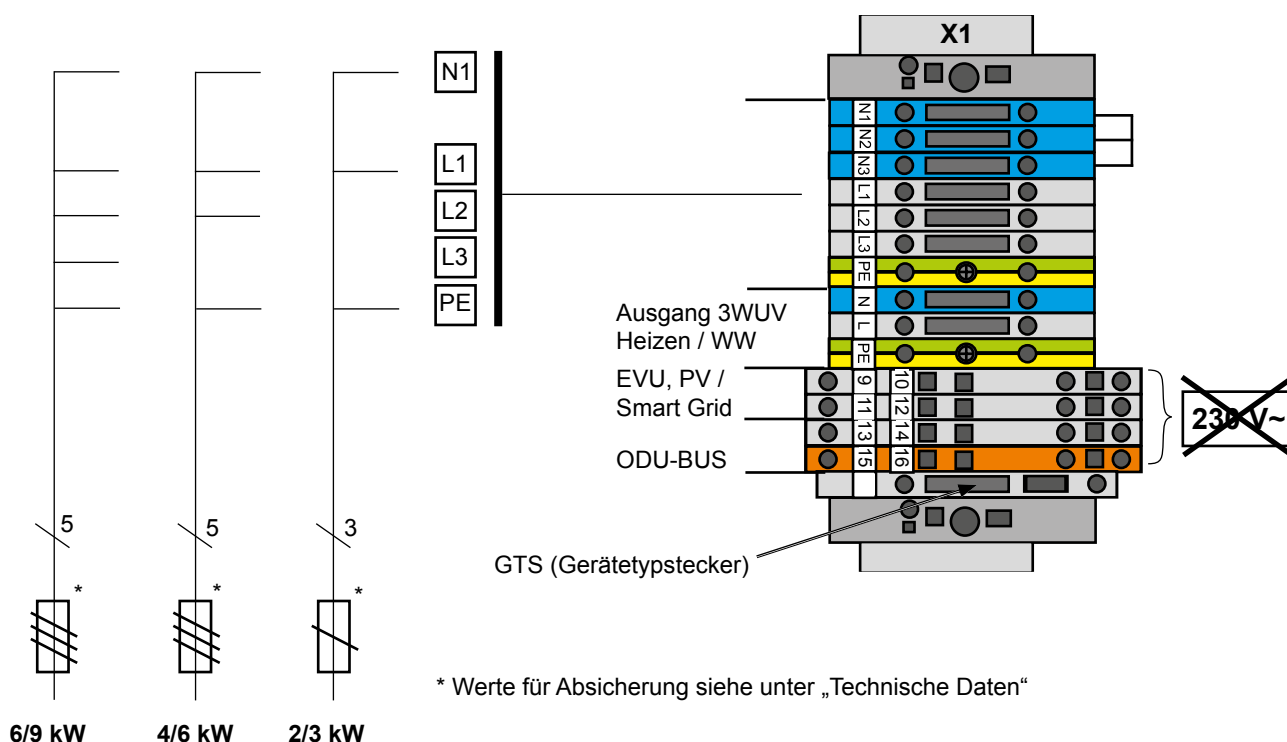 X1
N1
L1
L2
L3
PE
N1
N2
N3
L1
L2
L3
PE
N
L
PE
9 10
11 12
13 14
15 16
Ausgang 3WUV
Heizen / WW
EVU, PV /
Smart Grid
ODU-BUS
230 V~
GTS (Gerätetypstecker)
5 5 3
* * *
* Werte für Absicherung siehe unter „Technische Daten“
6/9 kW 4/6 kW 2/3 kW